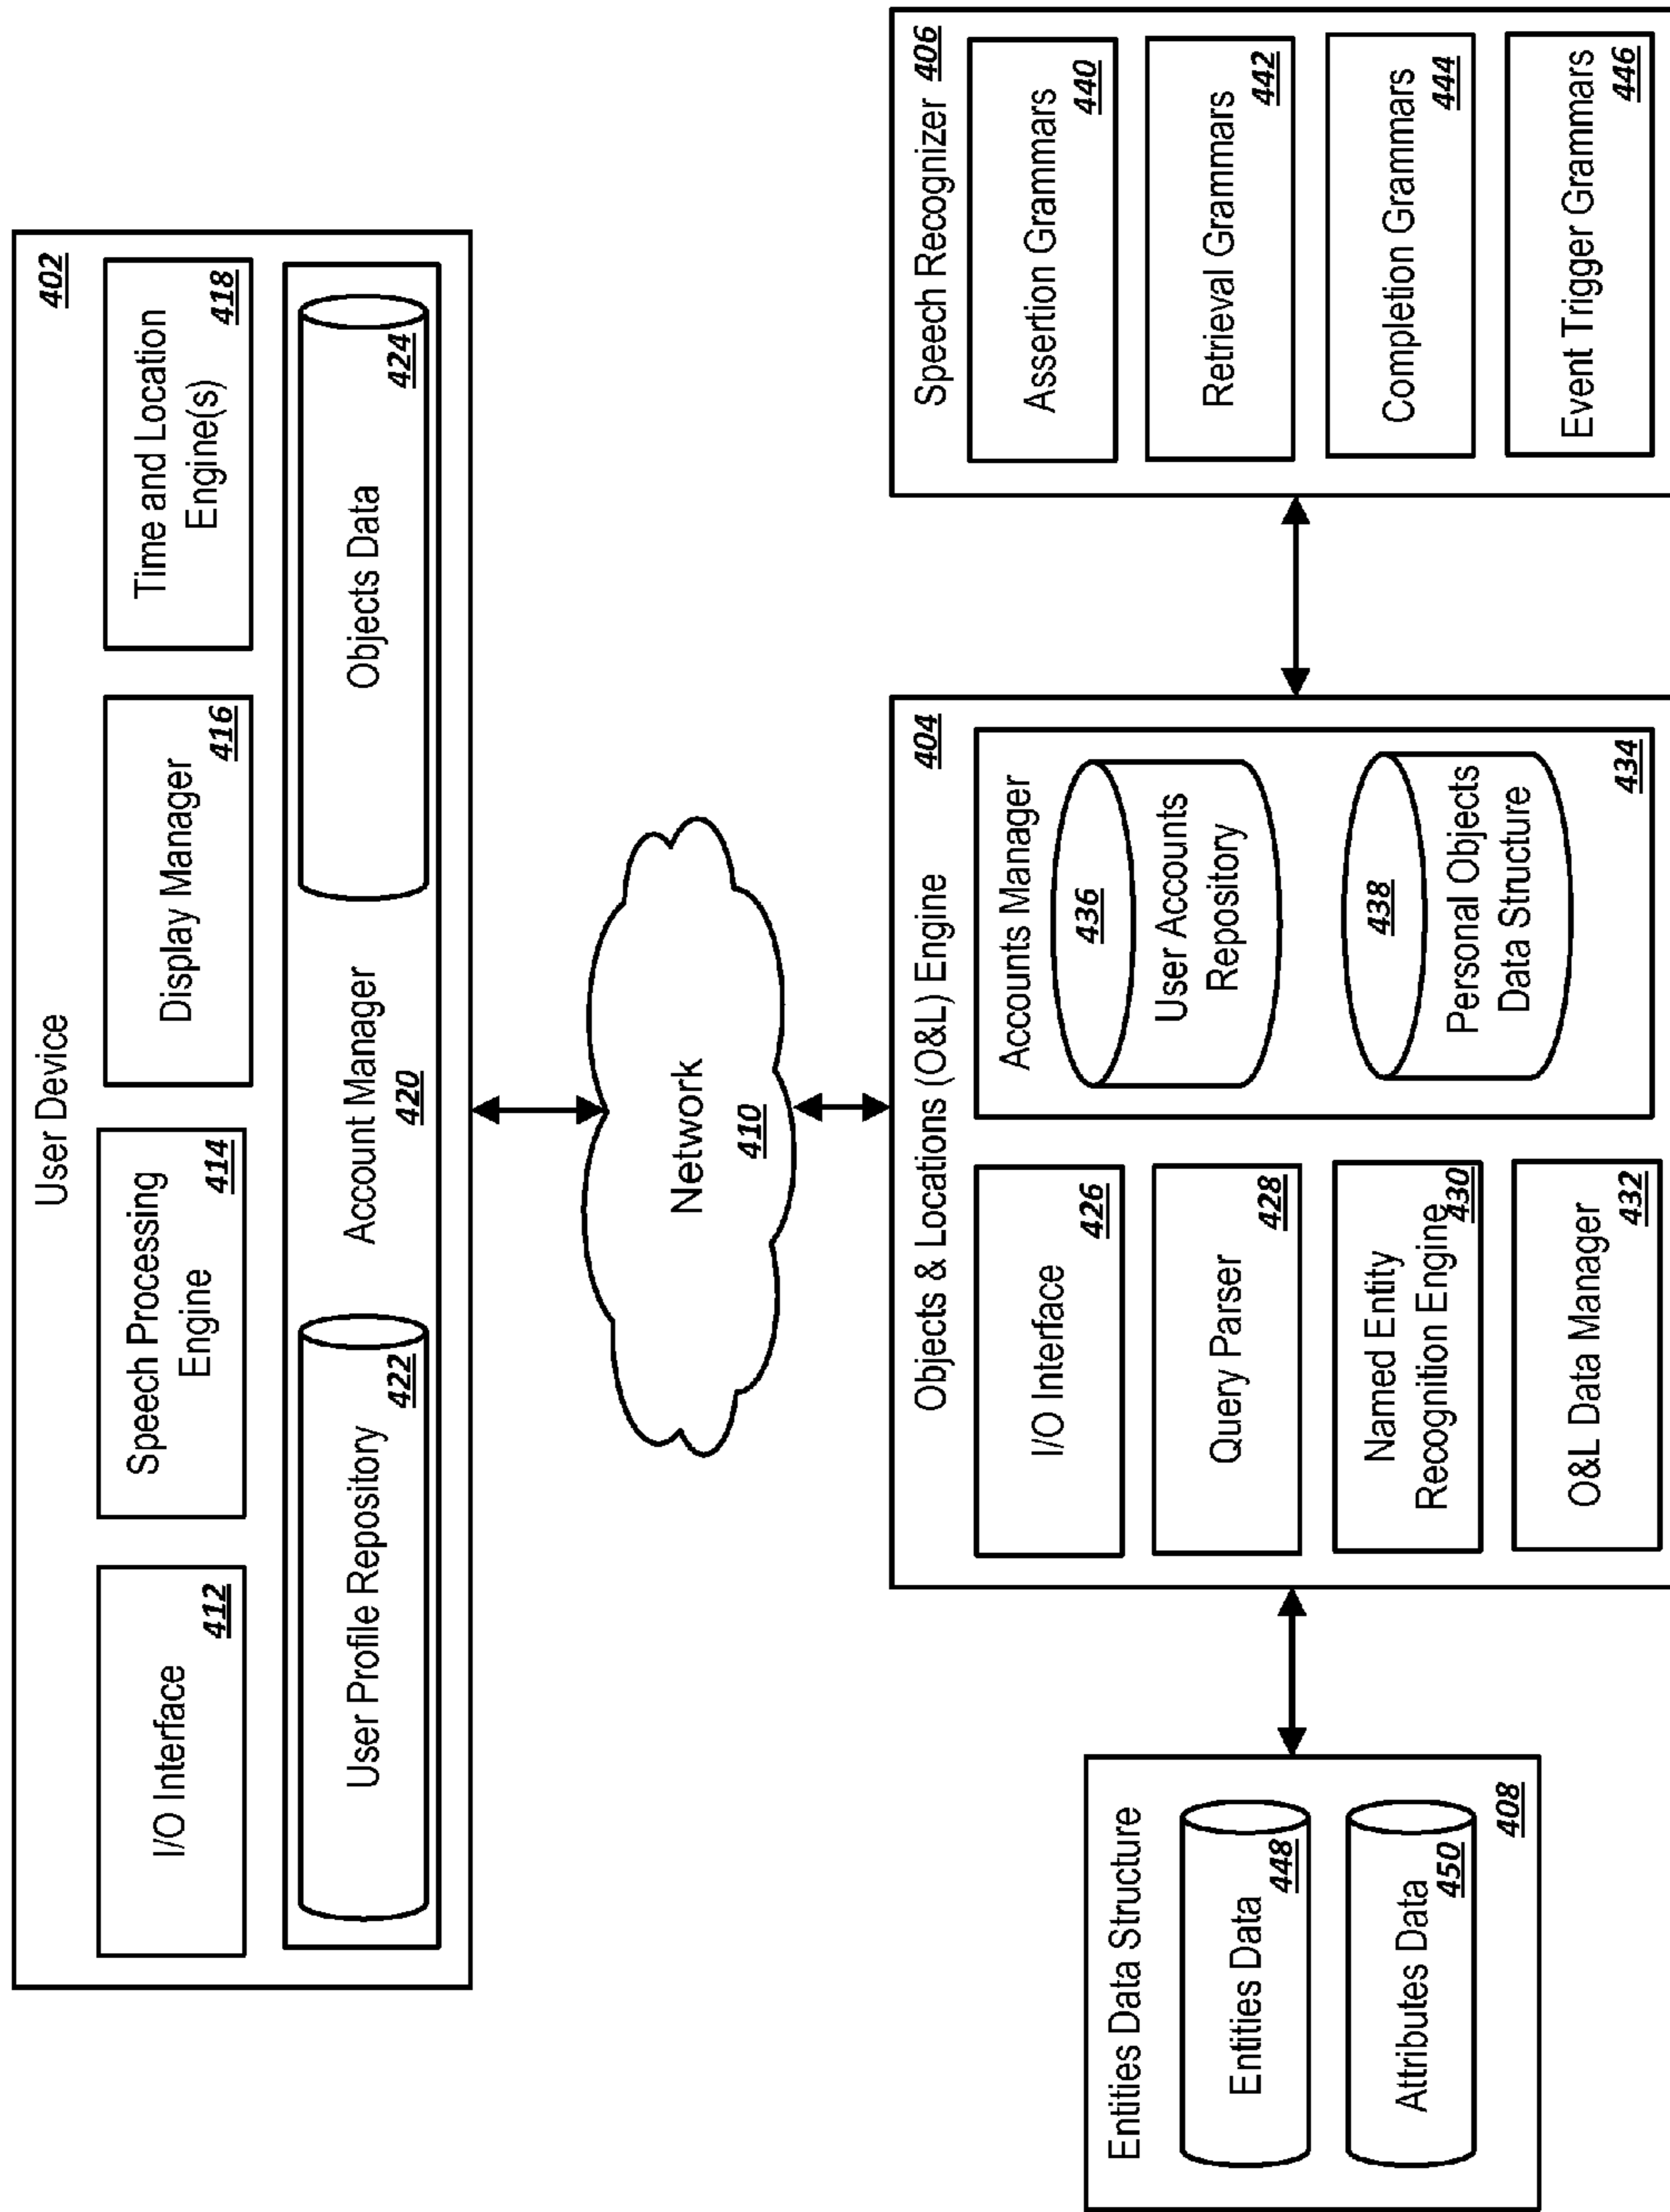 User Device
402
I/O Interface
412
Speech Processing
Engine
414
Display Manager
416
Time and Location
Engine(s)
418
User Profile Repository
422
Account Manager
420
Objects Data
424
Network
410
Entities Data Structure
Entities Data
448
Attributes Data
450
408
Objects & Locations (O&L) Engine
404
I/O Interface
426
Query Parser
428
Named Entity
Recognition Engine
430
O&L Data Manager
432
Accounts Manager
436
User Accounts
Repository
438
Personal Objects
Data Structure
434
Speech Recognizer 406
Assertion Grammars
440
Retrieval Grammars
442
Completion Grammars
444
Event Trigger Grammars
446